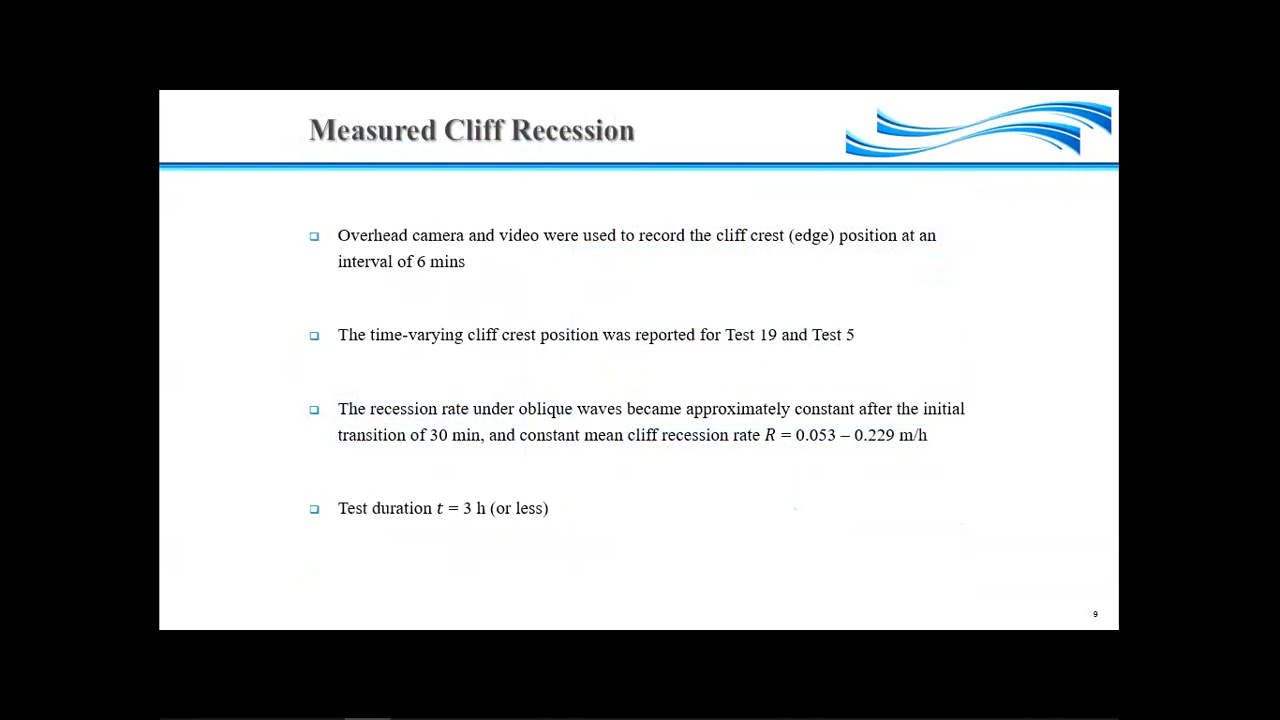 Measured Cliff Recession
Overhead camera and video were used to record the cliff crest (edge) position at an
interval of 6 mins
The time-varying cliff crest position was reported for Test 19 and Test 5
The recession rate under oblique waves became approximately constant after the initial
transition of 30 min, and constant mean cliff recession rate R = 0.053 – 0.229 m/h
Test duration t = 3 h (or less)
9